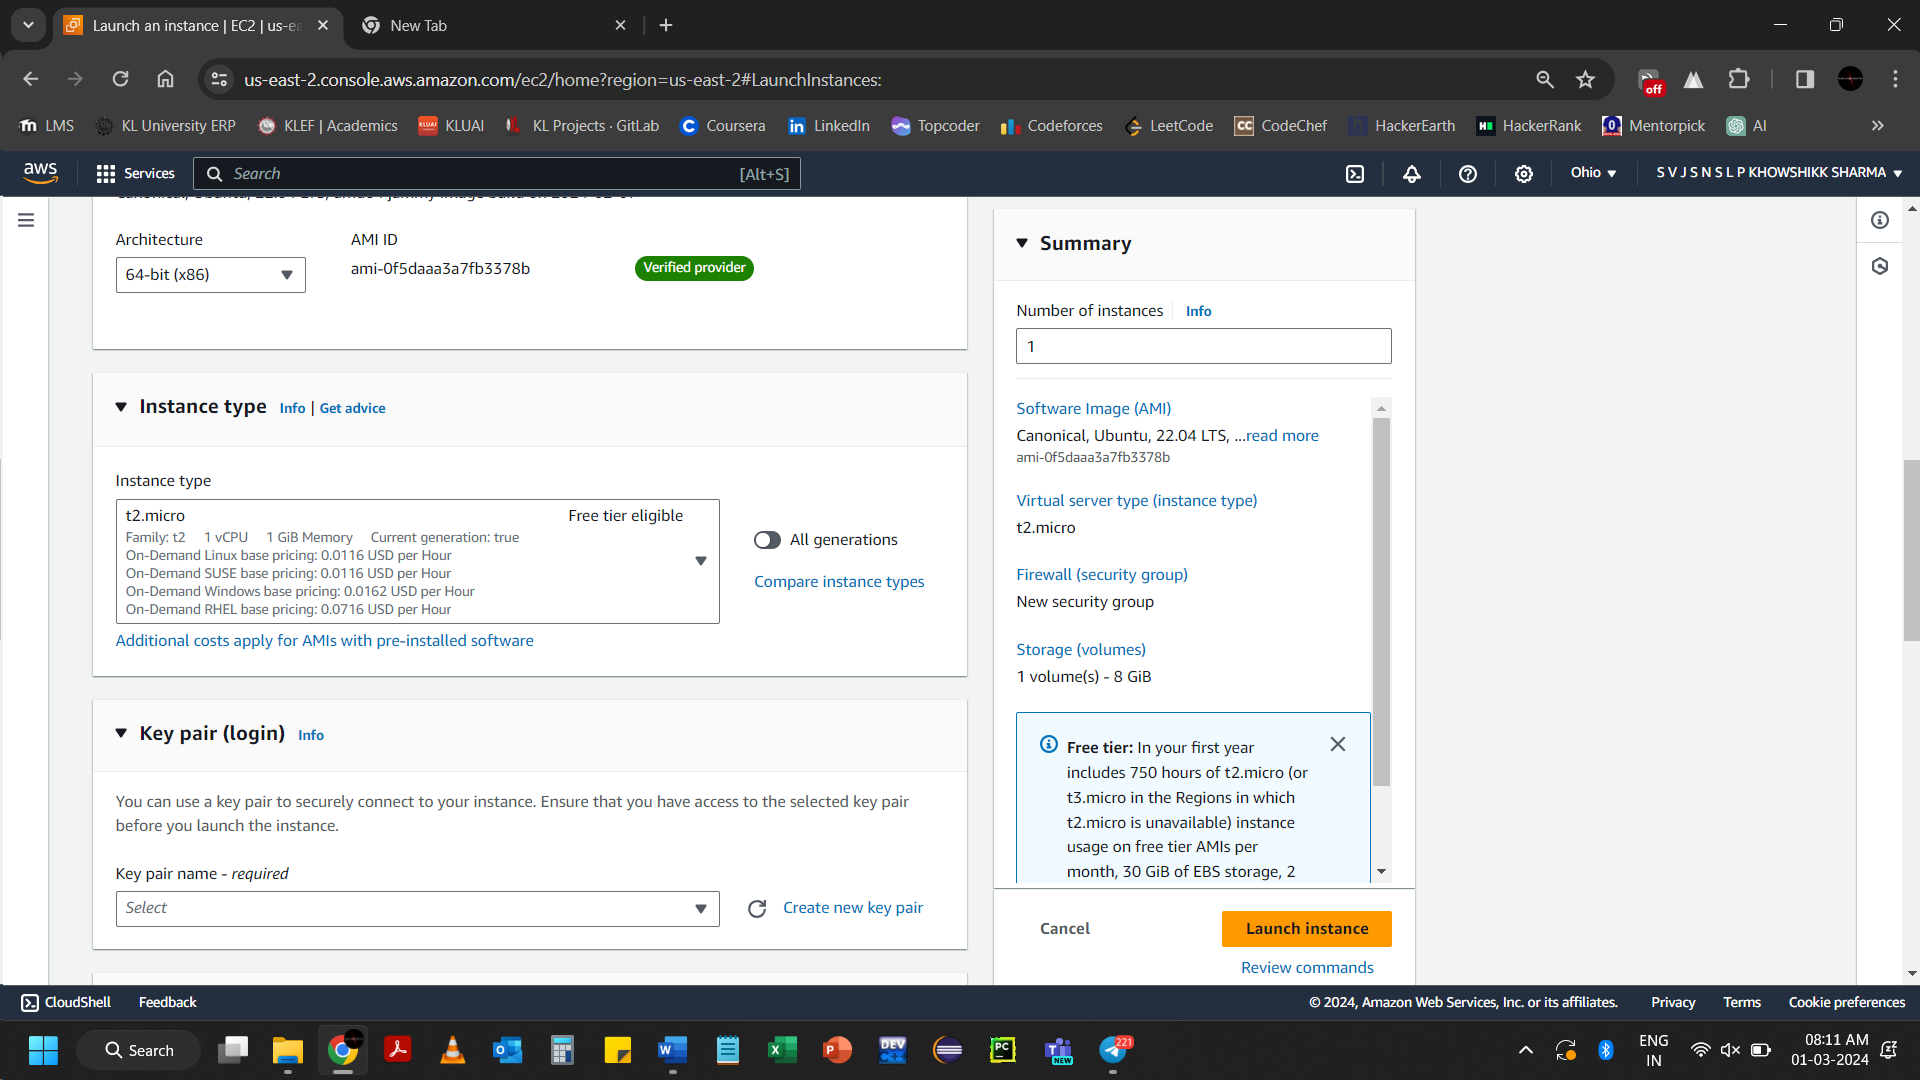 Launch an instance | EC2 | us-ea
New Tab
us-east-2.console.aws.amazon.com/ec2/home?region=us-east-2#LaunchInstances:
off
LMS
KL University ERP
KLEF | Academics
KLUAI
KL Projects · GitLab
Coursera
LinkedIn
Topcoder
Codeforces
LeetCode
CodeChef
HackerEarth
HackerRank
Mentorpick
AI
aws
Services
Search
[Alt+S]
Ohio
S V J S N S L P KHOWSHIKK SHARMA
Architecture
AMI ID
64-bit (x86)
ami-0f5daaa3a7fb3378b
Verified provider
Instance type
Info | Get advice
Instance type
t2.micro
Free tier eligible
Family: t2 1 vCPU 1 GiB Memory Current generation: true
On-Demand Linux base pricing: 0.0116 USD per Hour
On-Demand SUSE base pricing: 0.0116 USD per Hour
On-Demand Windows base pricing: 0.0162 USD per Hour
On-Demand RHEL base pricing: 0.0716 USD per Hour
All generations
Compare instance types
Additional costs apply for AMIs with pre-installed software
Key pair (login)
Info
You can use a key pair to securely connect to your instance. Ensure that you have access to the selected key pair
before you launch the instance.
Key pair name - required
Select
Create new key pair
Summary
Number of instances
Info
1
Software Image (AMI)
Canonical, Ubuntu, 22.04 LTS, ...read more
ami-0f5daaa3a7fb3378b
Virtual server type (instance type)
t2.micro
Firewall (security group)
New security group
Storage (volumes)
1 volume(s) - 8 GiB
Free tier: In your first year
includes 750 hours of t2.micro (or
t3.micro in the Regions in which
t2.micro is unavailable) instance
usage on free tier AMIs per
month, 30 GiB of EBS storage, 2
Cancel
Launch instance
Review commands
CloudShell
Feedback
© 2024, Amazon Web Services, Inc. or its affiliates.
Privacy
Terms
Cookie preferences
Search
DEV
PC
NEW
221
ENG
IN
08:11 AM
01-03-2024